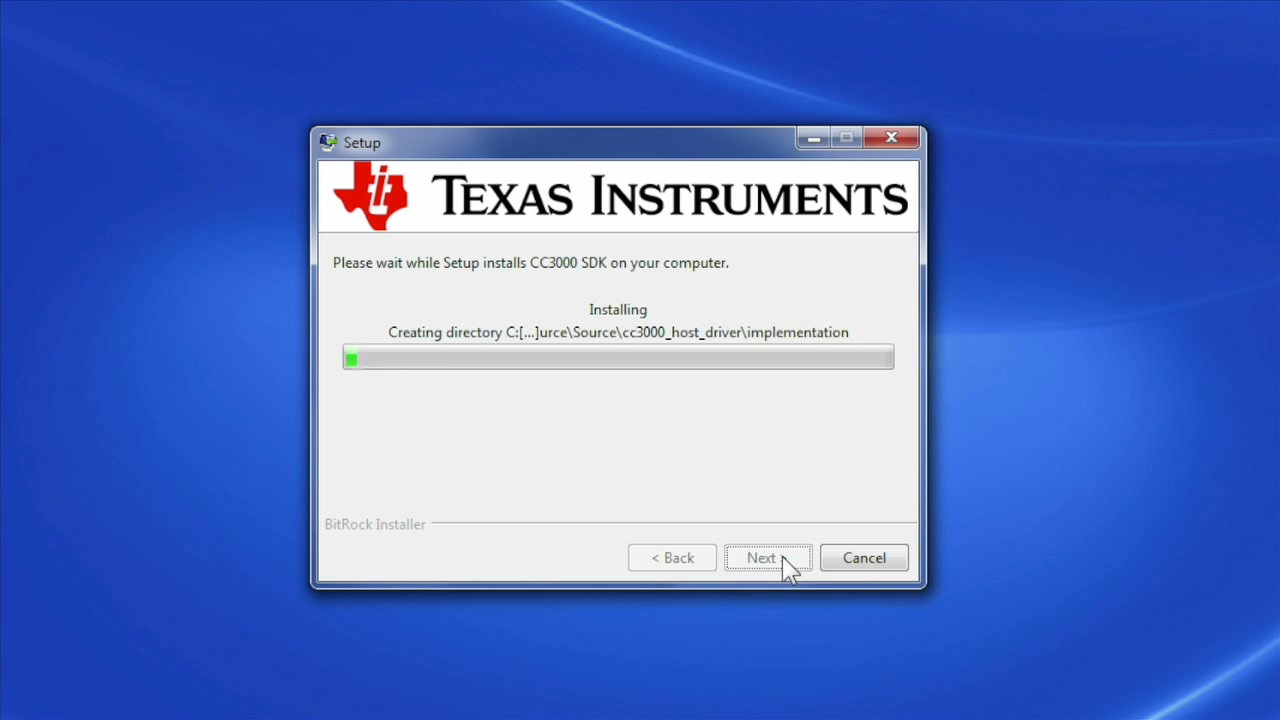 Setup
TEXAS INSTRUMENTS
Please wait while Setup installs CC3000 SDK on your computer.
Installing
Creating directory C:[...]urce\Source\cc3000_host_driver\implementation
BitRock Installer
< Back
Next
Cancel